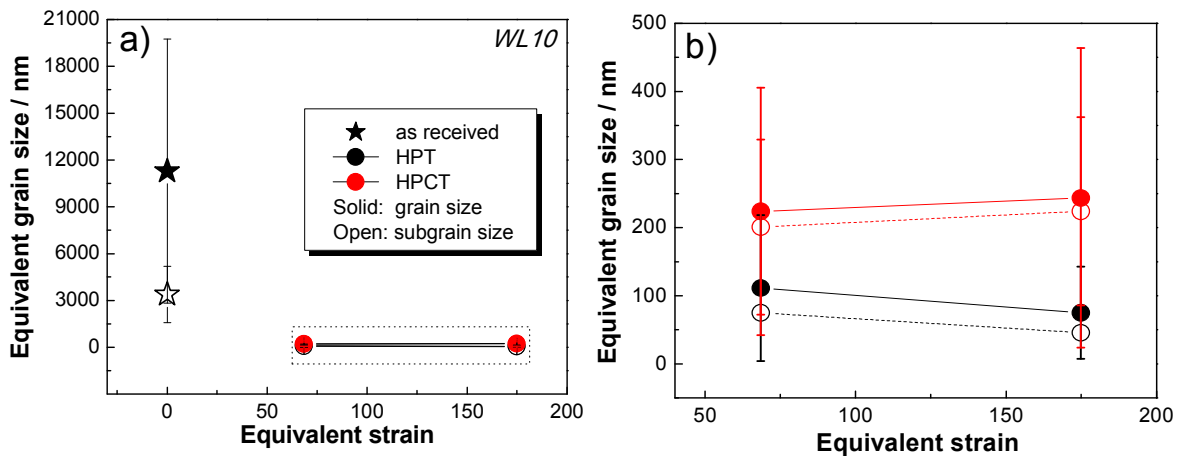 a)
WL10
Equivalent grain size / nm
21000
18000
15000
12000
9000
6000
3000
0
as received
HPT
HPCT
Solid: grain size
Open: subgrain size
0 50 100 150 200
Equivalent strain
b)
Equivalent grain size / nm
500
400
300
200
100
0
50 100 150 200
Equivalent strain